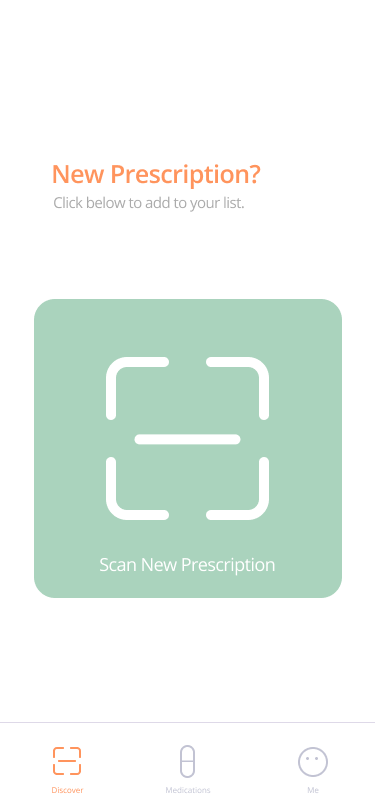 New Prescription?
Click below to add to your list.
Scan New Prescription
Discover
Medications
Me